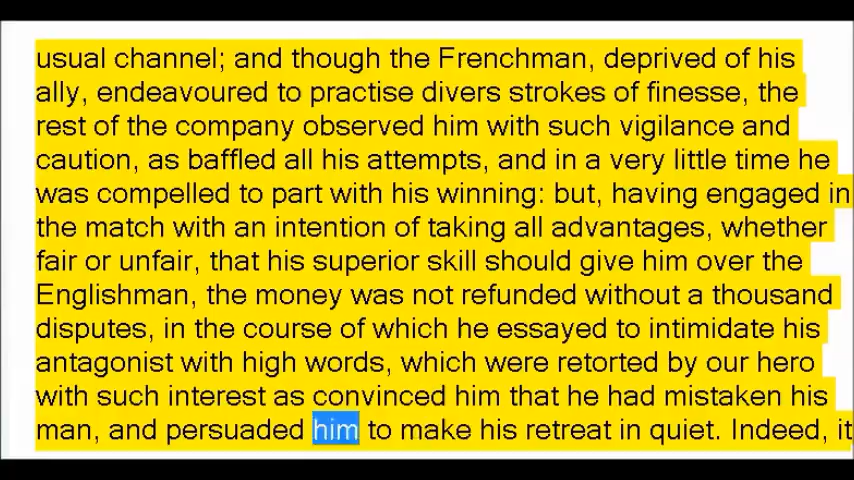 usual channel; and though the Frenchman, deprived of his
ally, endeavoured to practise divers strokes of finesse, the
rest of the company observed him with such vigilance and
caution, as baffled all his attempts, and in a very little time he
was compelled to part with his winning: but, having engaged in
the match with an intention of taking all advantages, whether
fair or unfair, that his superior skill should give him over the
Englishman, the money was not refunded without a thousand
disputes, in the course of which he essayed to intimidate his
antagonist with high words, which were retorted by our hero
with such interest as convinced him that he had mistaken his
man, and persuaded him to make his retreat in quiet. Indeed, it